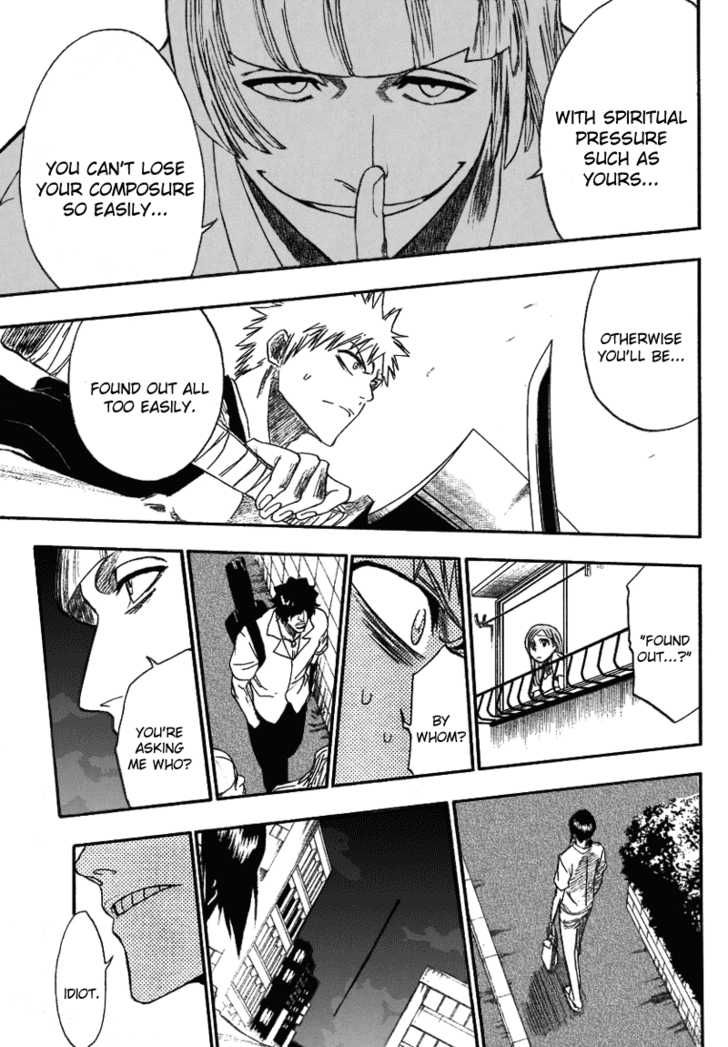 WITH SPIRITUAL
PRESSURE
SUCH AS
YOURS...
YOU CAN'T LOSE
YOUR COMPOSURE
SO EASILY...
OTHERWISE
YOU'LL BE...
FOUND OUT ALL
TOO EASILY.
"FOUND
OUT...?"
BY
WHOM?
YOU'RE
ASKING
ME WHO?
IDIOT.